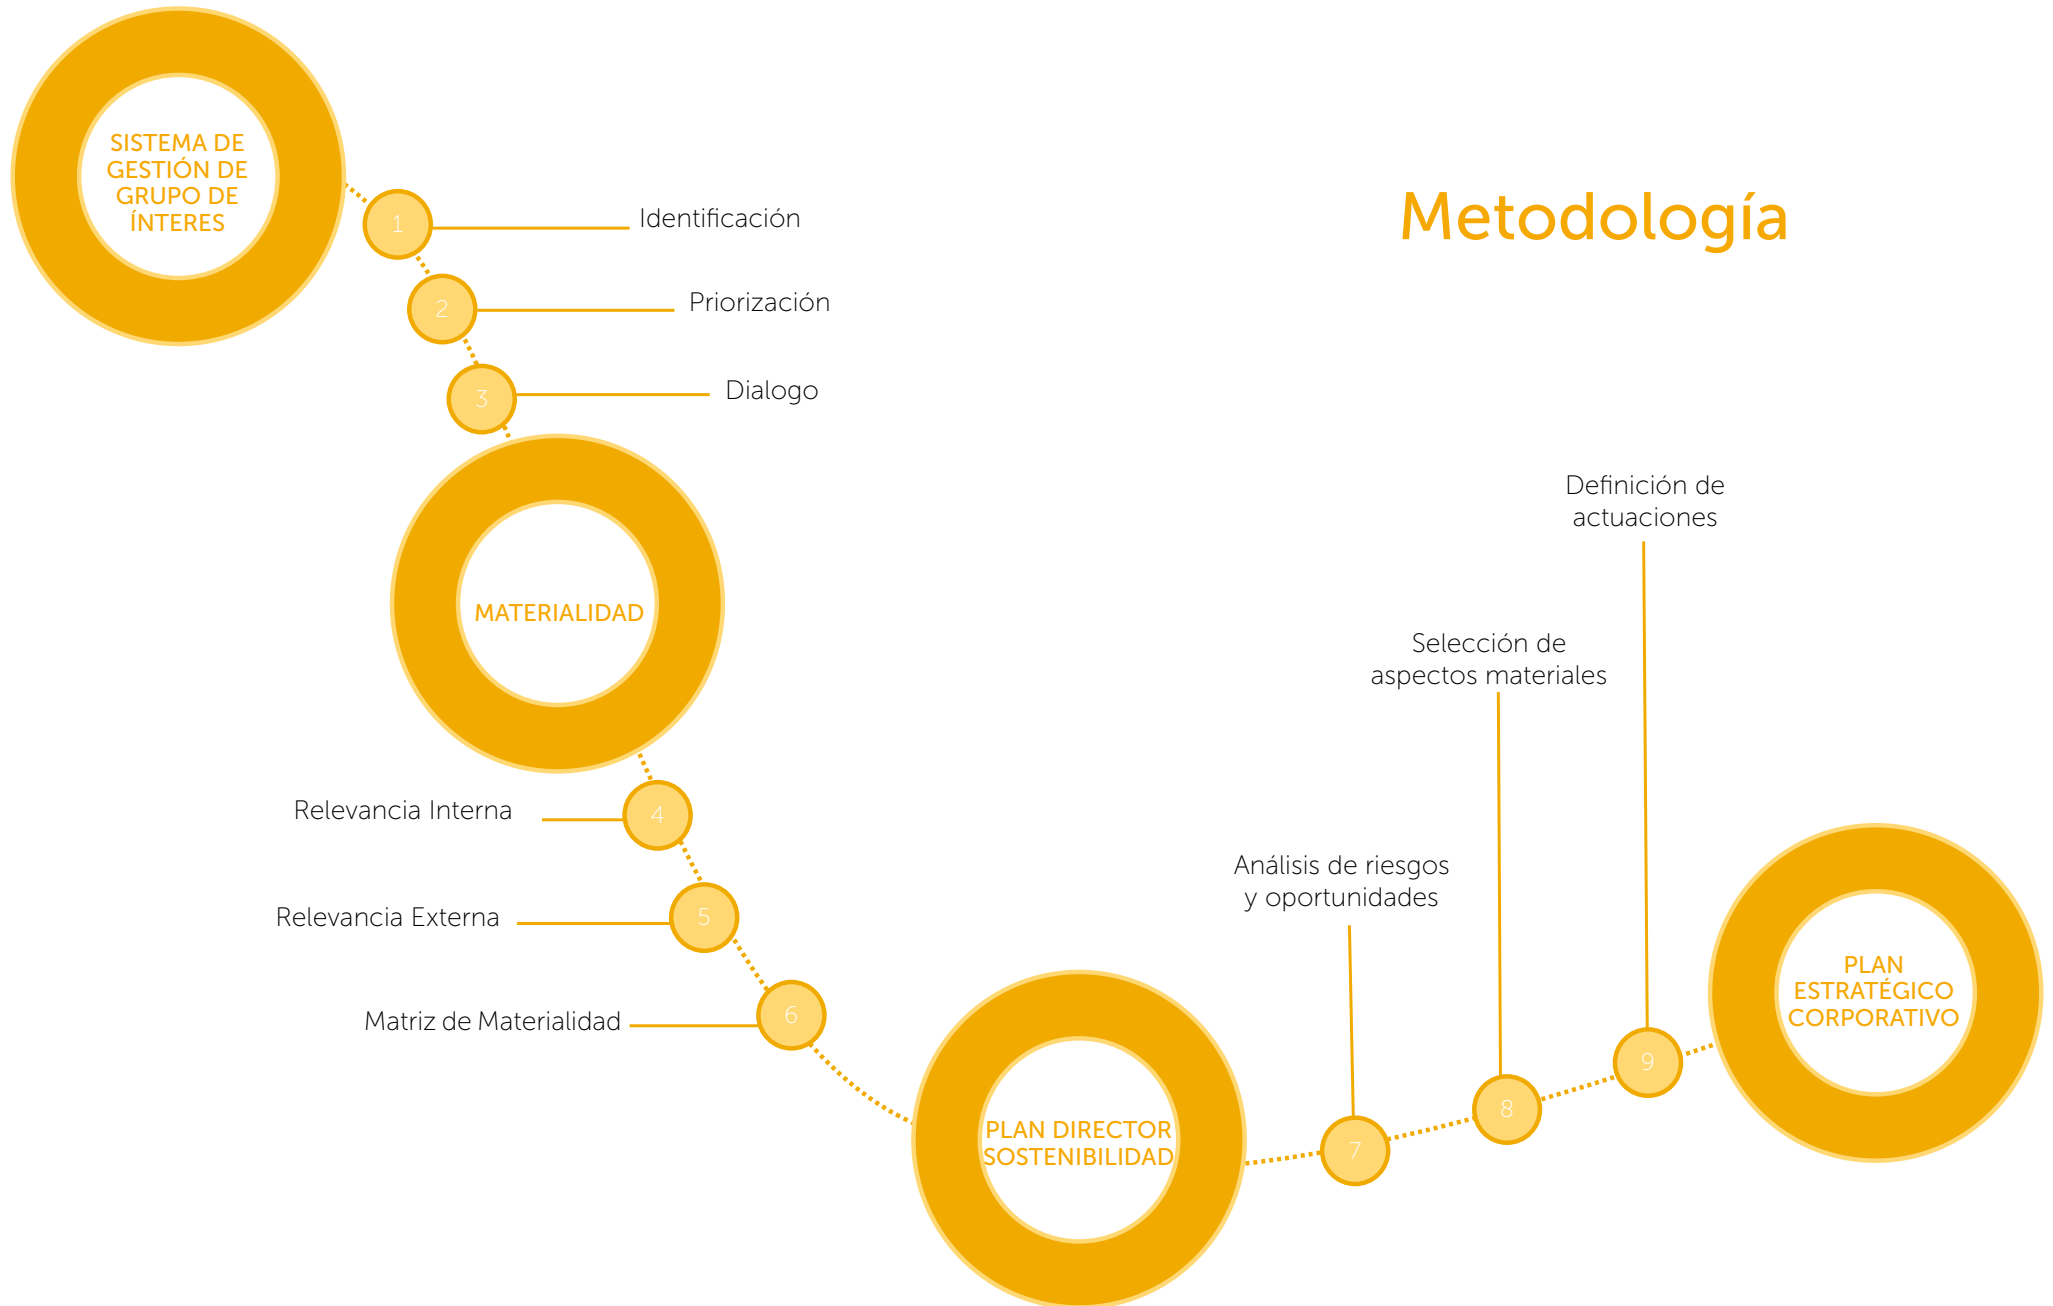 Metodología
SISTEMA DE
GESTIÓN DE
GRUPO DE
ÍNTERES
1
Identificación
2
Priorización
3
Dialogo
MATERIALIDAD
4
Relevancia Interna
5
Relevancia Externa
6
Matriz de Materialidad
PLAN DIRECTOR
SOSTENIBILIDAD
7
Análisis de riesgos
y oportunidades
8
Selección de
aspectos materiales
9
Definición de
actuaciones
PLAN
ESTRATÉGICO
CORPORATIVO